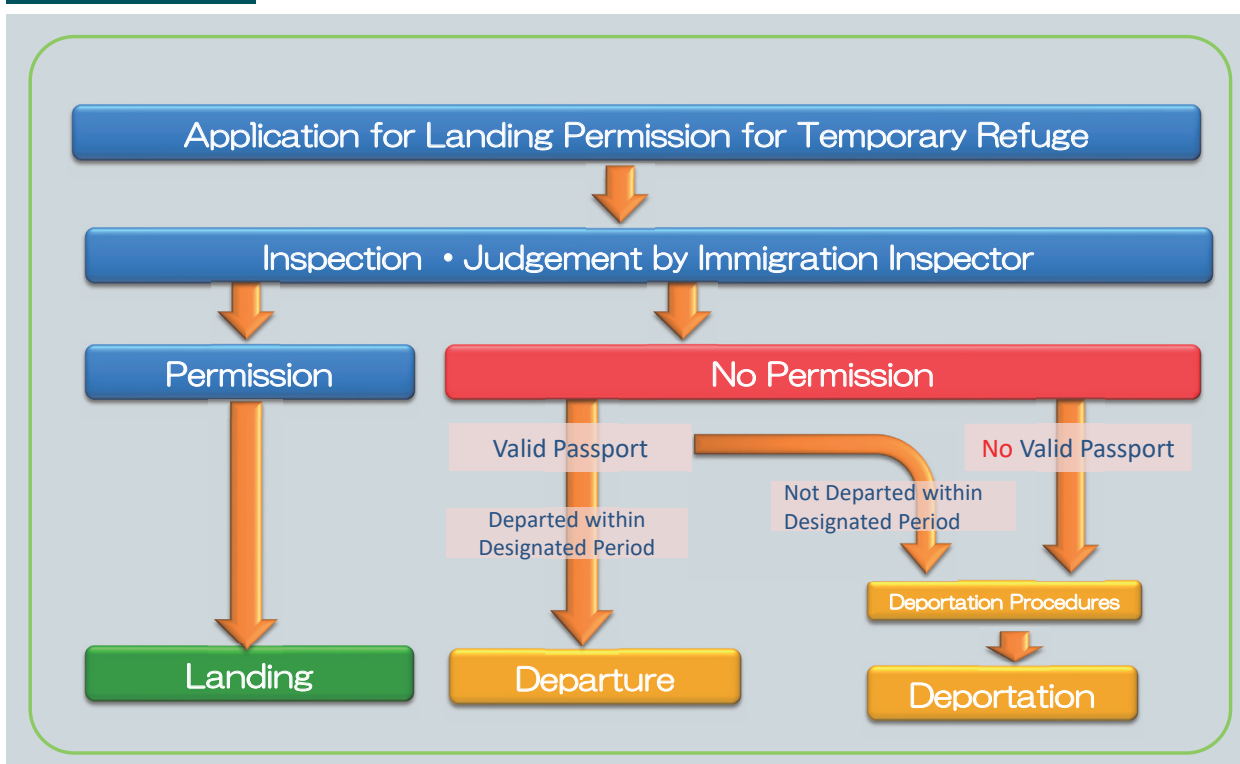 Application for Landing Permission for Temporary Refuge
Inspection ・Judgement by Immigration Inspector
Permission
No Permission
Valid Passport
No Valid Passport
Not Departed within
Designated Period
Departed within
Designated Period
Deportation Procedures
Landing
Departure
Deportation